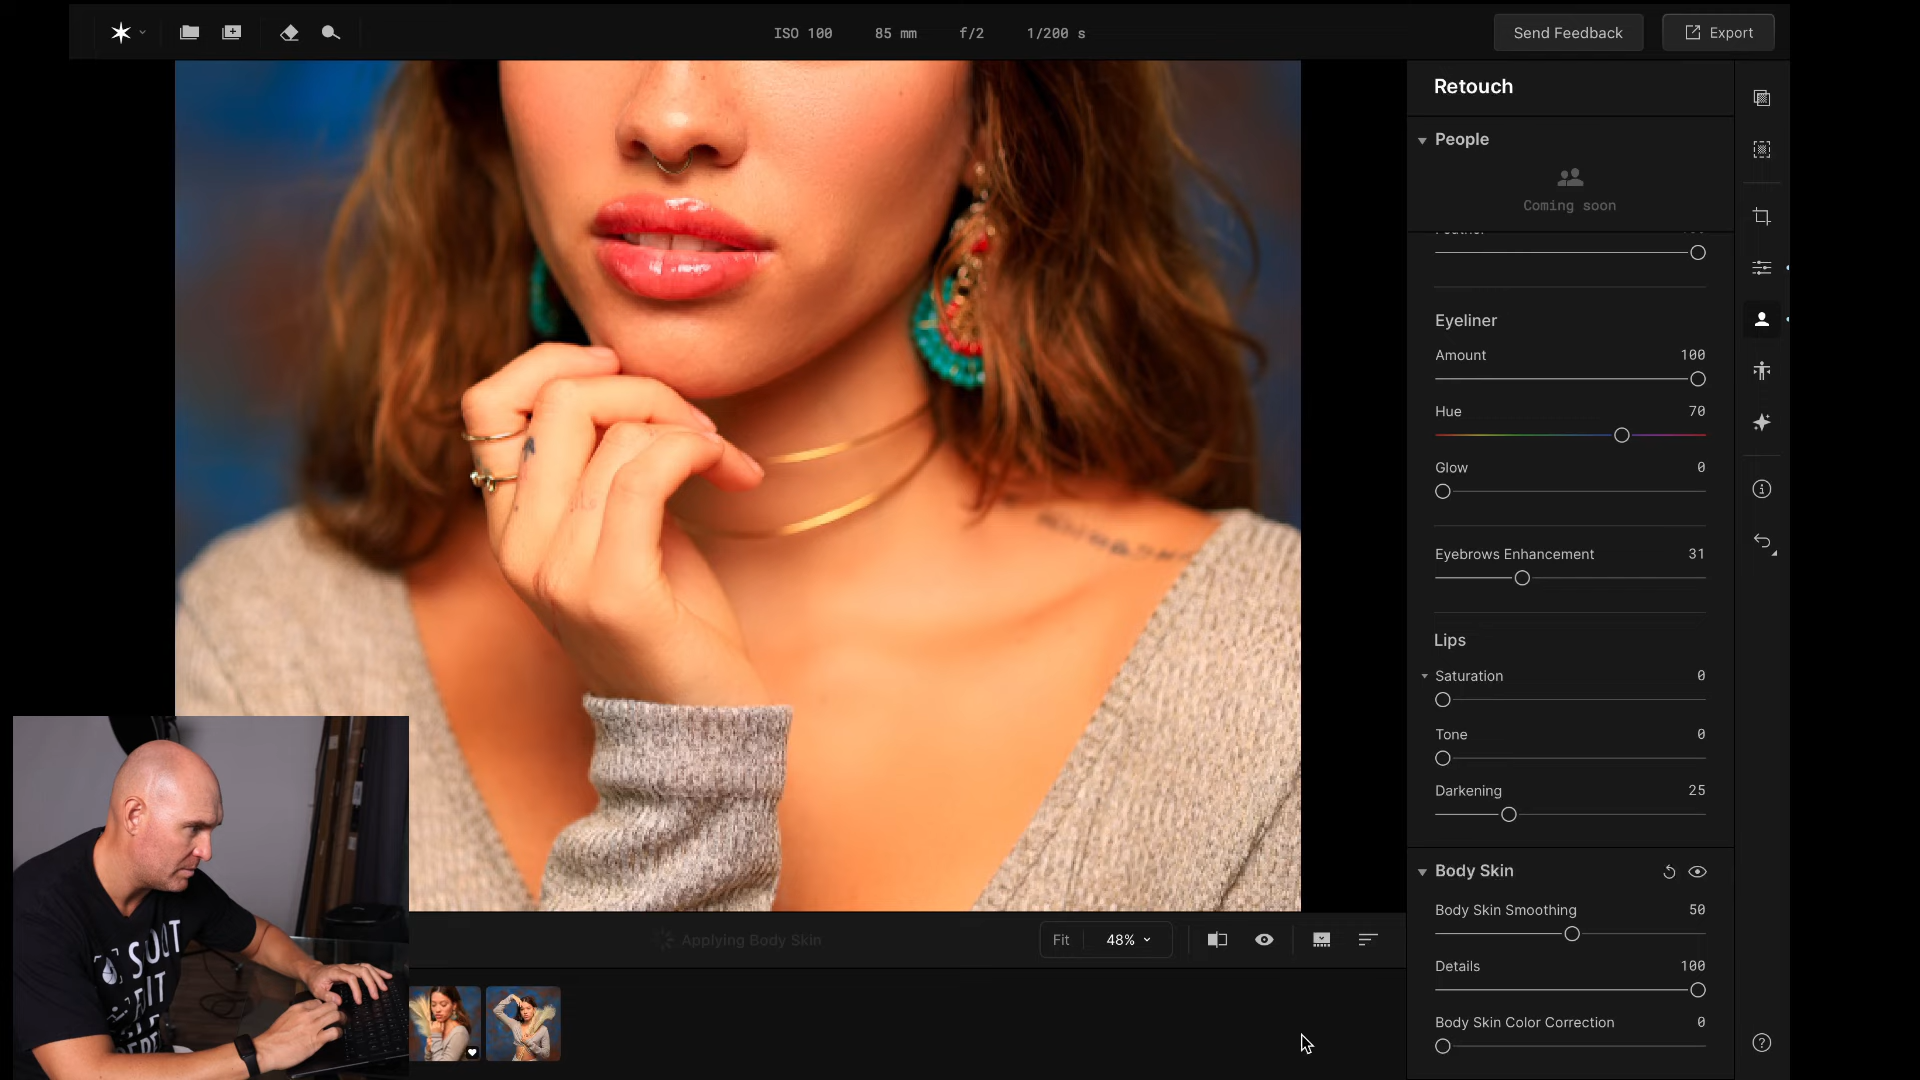 ISO 100 85 mm f/2 1/200 s
Send Feedback
Export
Retouch
People
Coming soon
Eyeliner
Amount 100
Hue 70
Glow 0
Eyebrows Enhancement 31
Lips
Saturation 0
Tone 0
Darkening 25
Body Skin
Body Skin Smoothing 50
Details 100
Body Skin Color Correction 0
Applying Body Skin
Fit 48%